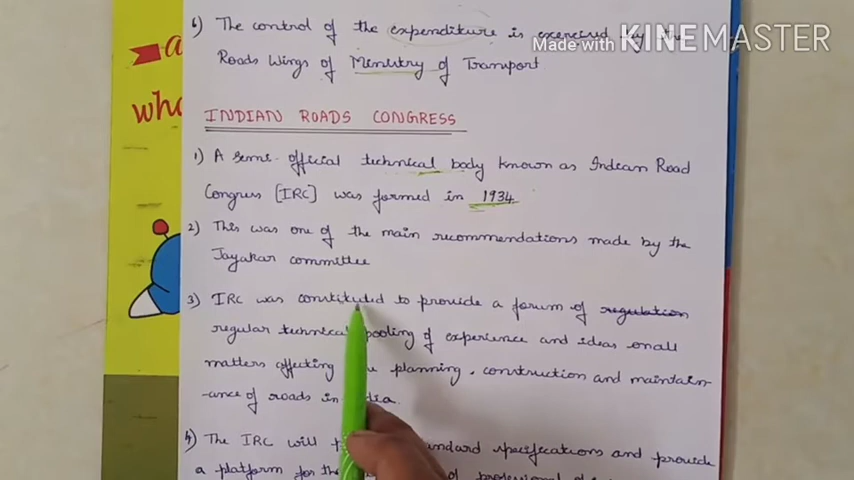 6) The control of the expenditure is exercised by the
Made with KINEMASTER
Roads Wings of Ministry of Transport
INDIAN ROADS CONGRESS
1) A semi-official technical body known as Indian Road
Congress [IRC] was formed in 1934
2) This was one of the main recommendations made by the
Jayakar committee
3) IRC was constituted to provide a forum of regulation
regular technical pooling of experience and ideas on all
matters affecting planning, construction and maintain-
-ance of roads in
4) The IRC will specifications and provide
a platform for